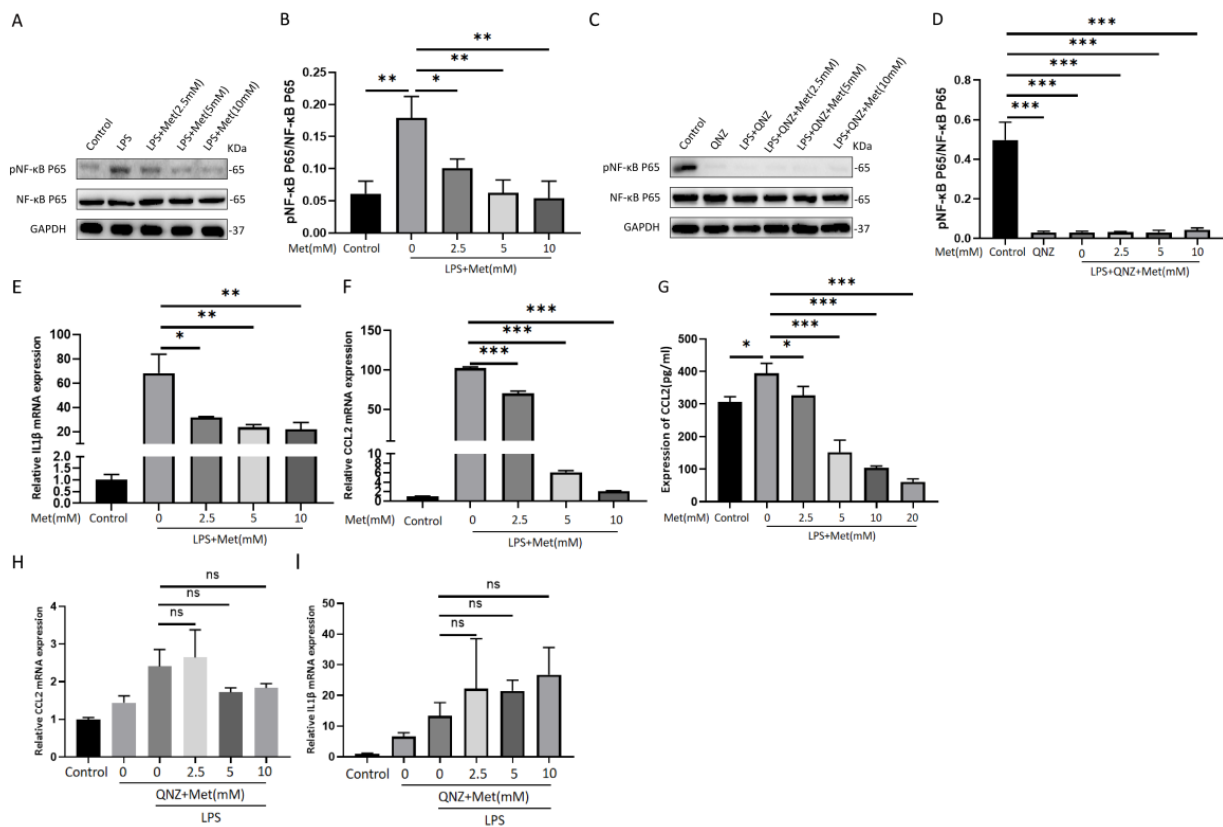 A
Control
LPS
LPS+Met(2.5mM)
LPS+Met(5mM)
LPS+Met(10mM)
KDa
pNF-κB P65
-65
NF-κB P65
-65
GAPDH
-37
B
pNF-κB P65/NF-κB P65
0.25
0.20
0.15
0.10
0.05
0.00
**
**
**
*
Met(mM) Control 0 2.5 5 10
LPS+Met(mM)
C
Control
QNZ
LPS+QNZ
LPS+QNZ+Met(2.5mM)
LPS+QNZ+Met(5mM)
LPS+QNZ+Met(10mM)
KDa
pNF-κB P65
-65
NF-κB P65
-65
GAPDH
-37
D
pNF-κB P65/NF-κB P65
0.8
0.6
0.4
0.2
0.0
***
***
***
***
***
Met(mM) Control QNZ 0 2.5 5 10
LPS+QNZ+Met(mM)
E
Relative IL1β mRNA expression
100
80
60
40
20
2.0
1.5
1.0
0.5
0.0
**
**
*
Met(mM) Control 0 2.5 5 10
LPS+Met(mM)
F
Relative CCL2 mRNA expression
150
100
50
10
8
6
4
2
0
***
***
***
Met(mM) Control 0 2.5 5 10
LPS+Met(mM)
G
Expression of CCL2(pg/ml)
500
400
300
200
100
0
***
***
***
*
*
Met(mM) Control 0 2.5 5 10 20
LPS+Met(mM)
H
Relative CCL2 mRNA expression
4
3
2
1
0
ns
ns
ns
Control 0 0 2.5 5 10
QNZ+Met(mM)
LPS
I
Relative IL1β mRNA expression
50
40
30
20
10
0
ns
ns
ns
Control 0 0 2.5 5 10
QNZ+Met(mM)
LPS